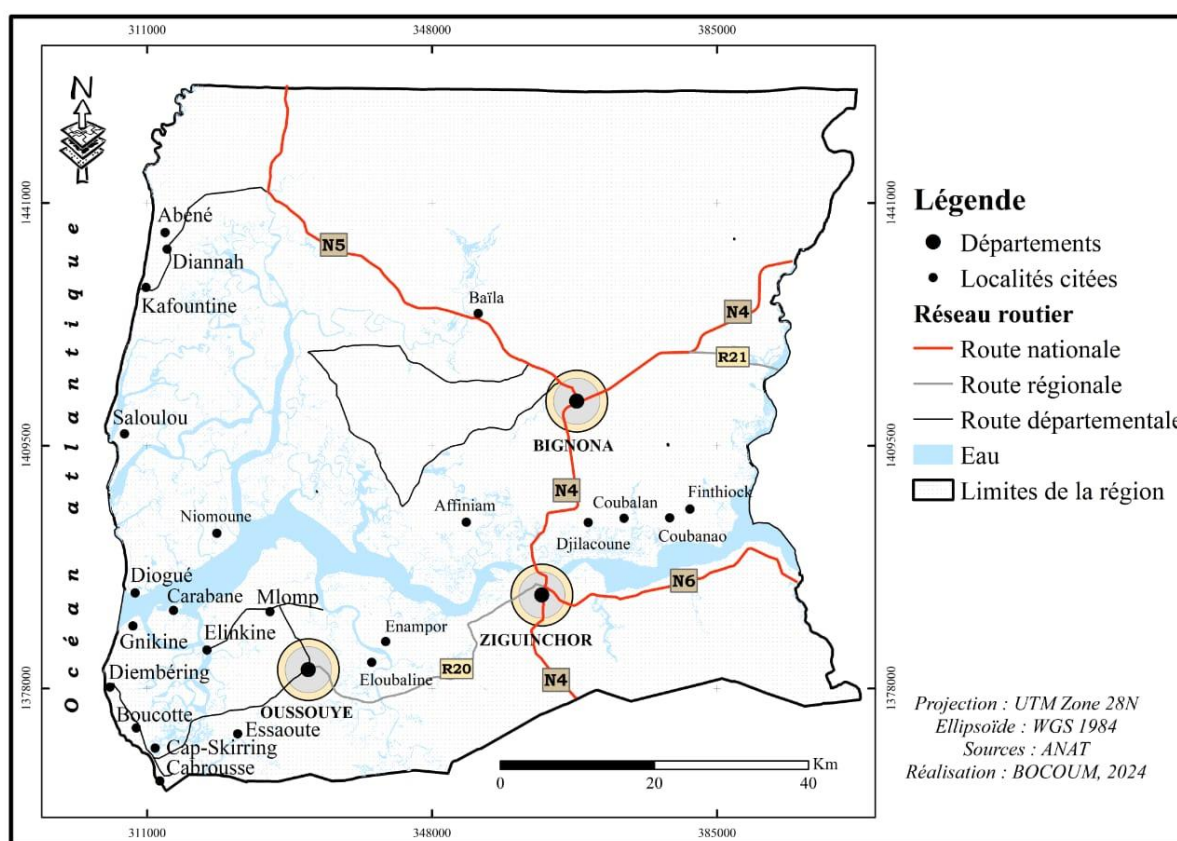 311000
348000
385000
N
1441000
1441000
Abéné
N5
Diannah
Kafountine
Baïla
N4
R21
Saloulou
BIGNONA
1409500
1409500
N4
Coubalan
Finthiock
Affiniam
Niomoune
Djilacoune
Coubanao
Diogué
Carabane
Mlomp
N6
Gnikine
Elinkine
Enampor
ZIGUINCHOR
Diembéring
Eloubaline
R20
N4
1378000
1378000
OUSSOUYE
Boucotte
Essaoute
Cap-Skirring
Cabrousse
Km
0
20
40
311000
348000
385000
Océan atlantique
Légende
Départements
Localités citées
Réseau routier
Route nationale
Route régionale
Route départementale
Eau
Limites de la région
Projection : UTM Zone 28N
Ellipsoïde : WGS 1984
Sources : ANAT
Réalisation : BOCOUM, 2024